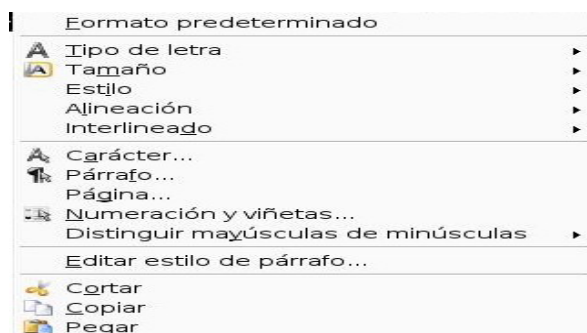 Formato predeterminado
Tipo de letra
Tamaño
Estilo
Alineación
Interlineado
Carácter...
Párrafo...
Página...
Numeración y viñetas...
Distinguir mayúsculas de minúsculas
Editar estilo de párrafo...
Cortar
Copiar
Pegar